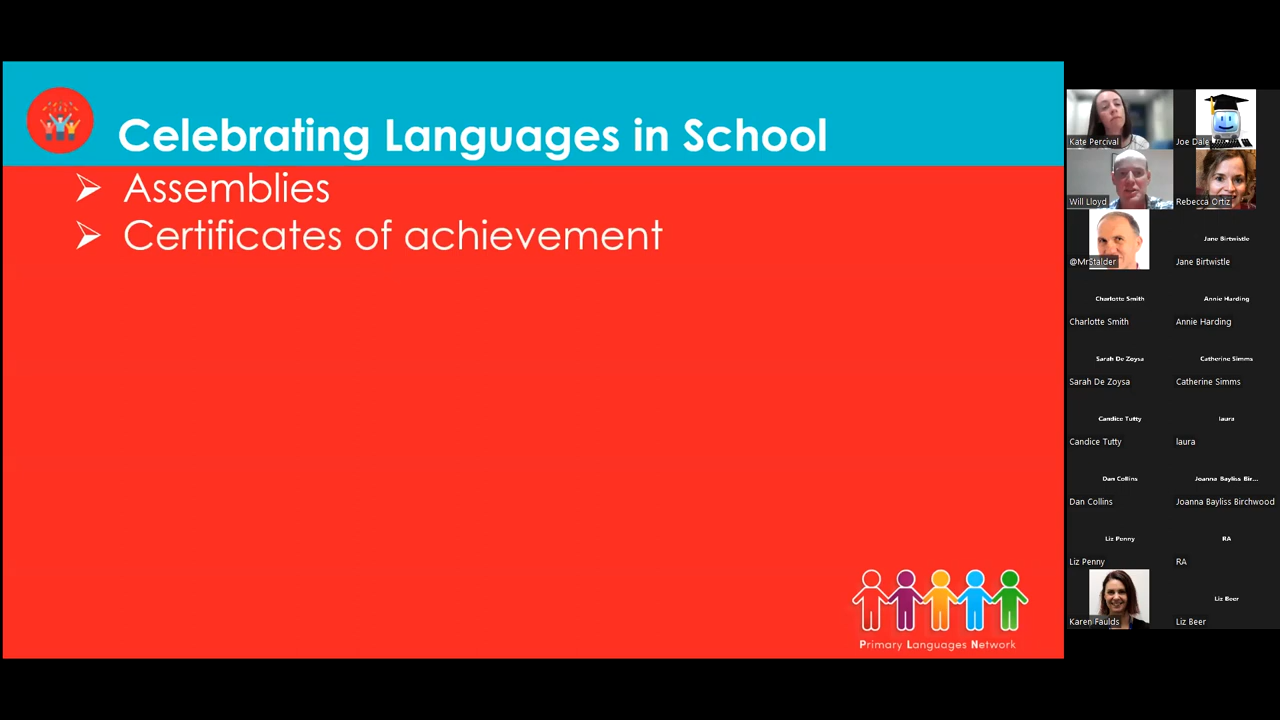 Celebrating Languages in School
➢ Assemblies
➢ Certificates of achievement
Primary Languages Network
Kate Percival
Joe Dale
Will Lloyd
Rebecca Ortiz
@MrStalder
Jane Birtwistle
Jane Birtwistle
Charlotte Smith
Charlotte Smith
Annie Harding
Annie Harding
Sarah De Zoysa
Sarah De Zoysa
Catherine Simms
Catherine Simms
Candice Tutty
Candice Tutty
laura
laura
Dan Collins
Dan Collins
Joanna Bayliss Bir...
Joanna Bayliss Birchwood
Liz Penny
Liz Penny
RA
RA
Karen Faulds
Liz Beer
Liz Beer